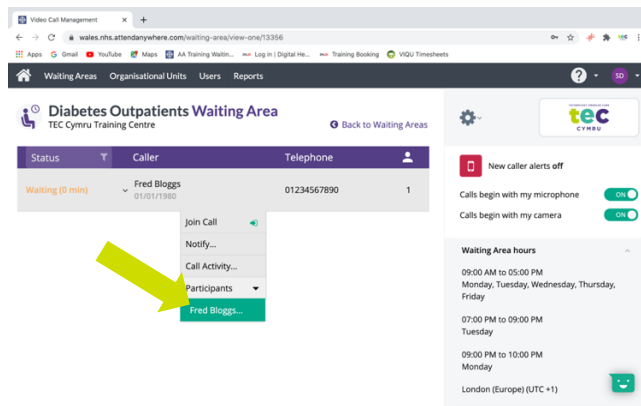 Video Call Management
wales.nhs.attendanywhere.com/waiting-area/view-one/13356
Apps Gmail YouTube Maps AA Training Waitin... Log in | Digital He... Training Booking ViQU Timesheets
Waiting Areas Organisational Units Users Reports ? SD
Diabetes Outpatients Waiting Area
TEC Cymru Training Centre
Back to Waiting Areas
tec
CYMRU
Status Caller Telephone
Waiting (0 min) Fred Bloggs 01234567890 1
01/01/1980
Join Call
Notify...
Call Activity...
Participants
Fred Bloggs...
New caller alerts off
Calls begin with my microphone ON
Calls begin with my camera ON
Waiting Area hours
09:00 AM to 05:00 PM
Monday, Tuesday, Wednesday, Thursday,
Friday
07:00 PM to 09:00 PM
Tuesday
09:00 PM to 10:00 PM
Monday
London (Europe) (UTC +1)